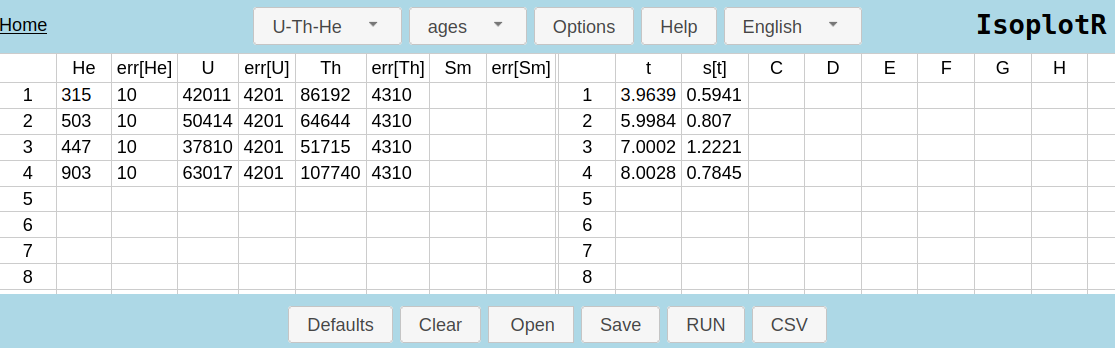 Home U-Th-He ages Options Help English IsoplotR
He err[He] U err[U] Th err[Th] Sm err[Sm] t s[t] C D E F G H
1 315 10 42011 4201 86192 4310 1 3.9639 0.5941
2 503 10 50414 4201 64644 4310 2 5.9984 0.807
3 447 10 37810 4201 51715 4310 3 7.0002 1.2221
4 903 10 63017 4201 107740 4310 4 8.0028 0.7845
5 5
6 6
7 7
8 8
Defaults Clear Open Save RUN CSV